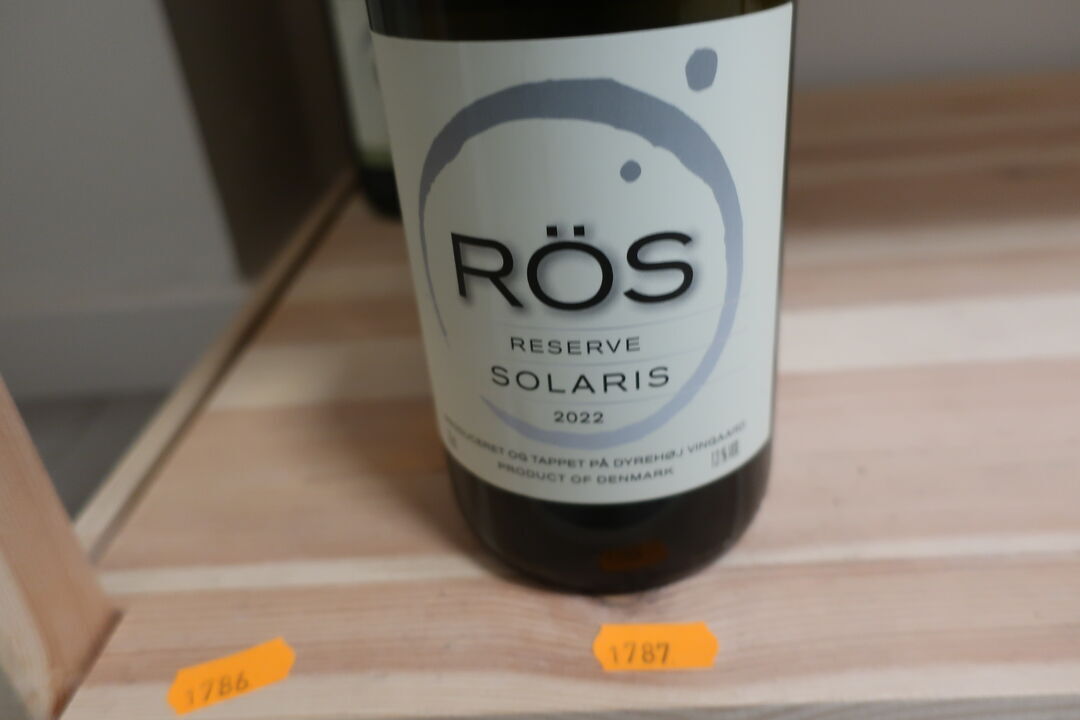 RÖS
RESERVE
SOLARIS
2022
PRODUCERET OG TAPPET PÅ DYREHØJ VINGAARD
PRODUCT OF DENMARK
1786
1787